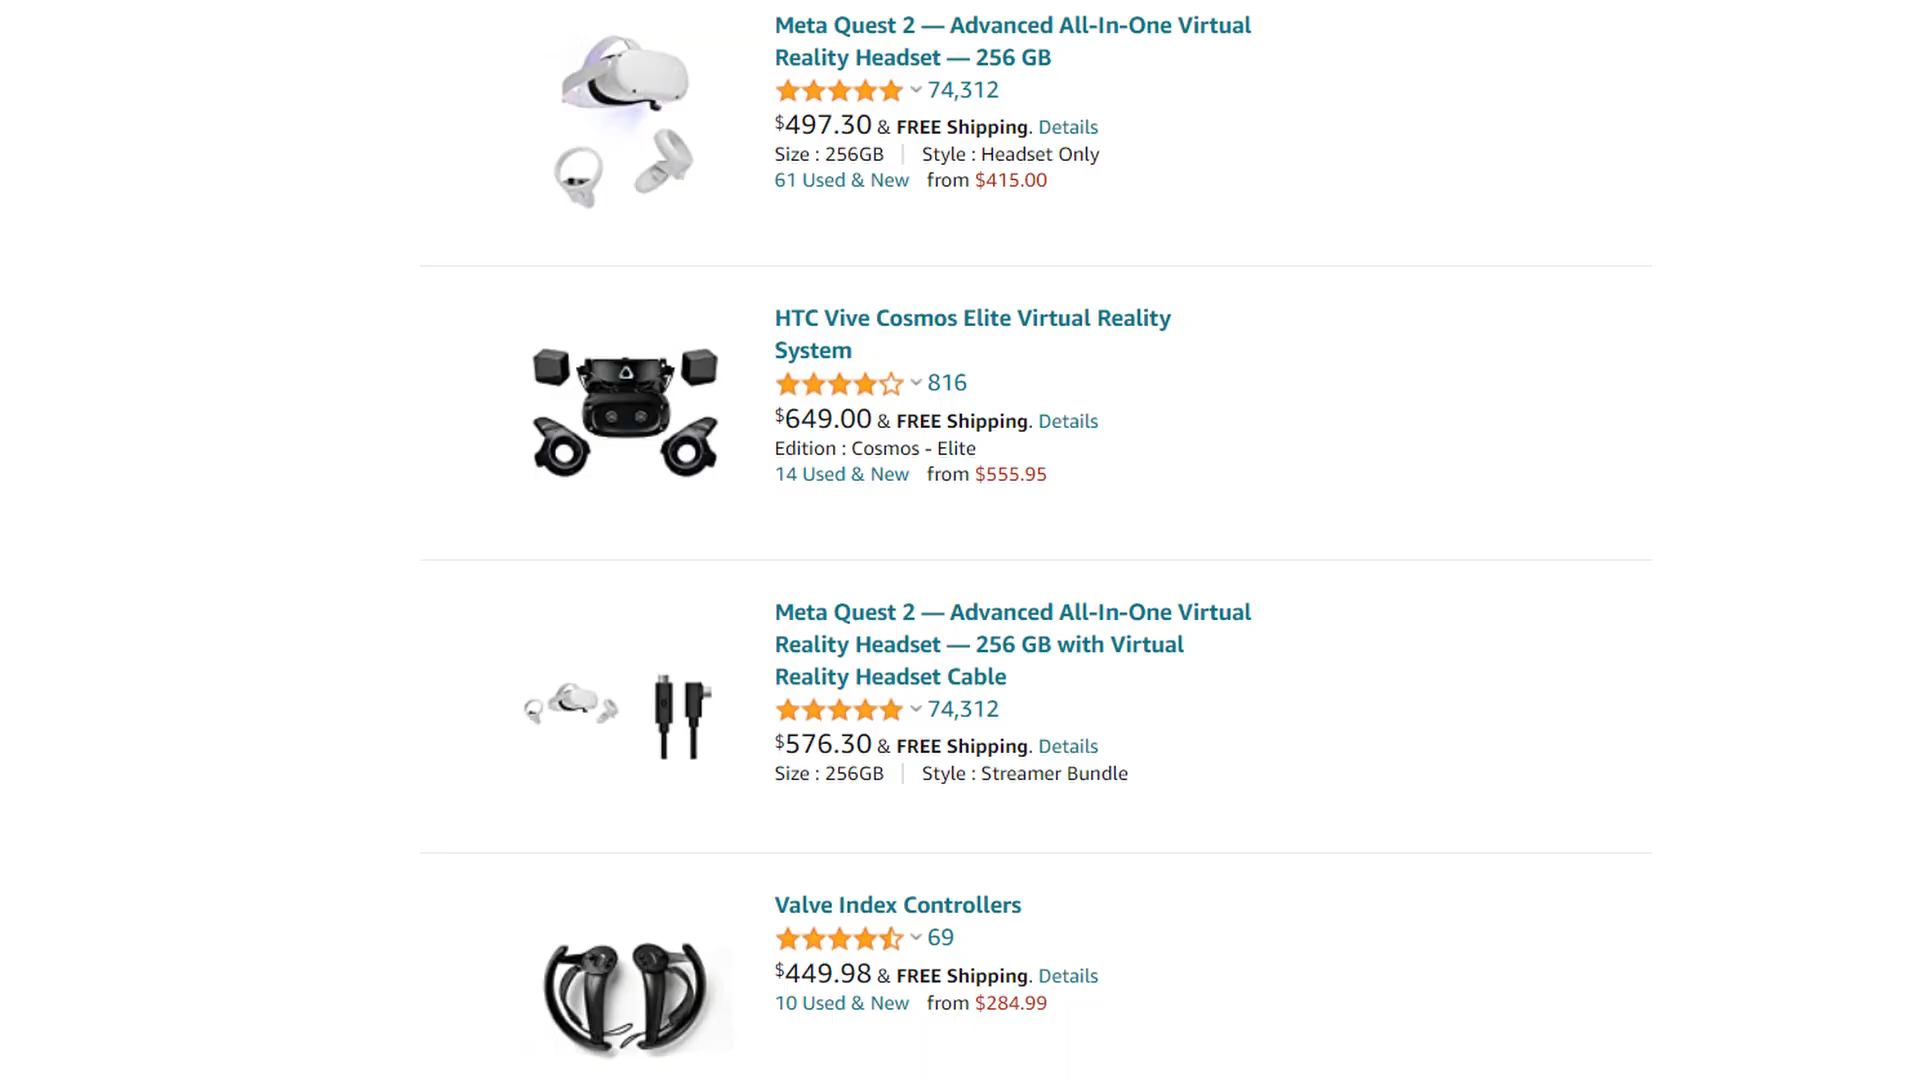 Meta Quest 2 — Advanced All-In-One Virtual
Reality Headset — 256 GB
74,312
$497.30 & FREE Shipping. Details
Size : 256GB | Style : Headset Only
61 Used & New from $415.00
HTC Vive Cosmos Elite Virtual Reality
System
816
$649.00 & FREE Shipping. Details
Edition : Cosmos - Elite
14 Used & New from $555.95
Meta Quest 2 — Advanced All-In-One Virtual
Reality Headset — 256 GB with Virtual
Reality Headset Cable
74,312
$576.30 & FREE Shipping. Details
Size : 256GB | Style : Streamer Bundle
Valve Index Controllers
69
$449.98 & FREE Shipping. Details
10 Used & New from $284.99